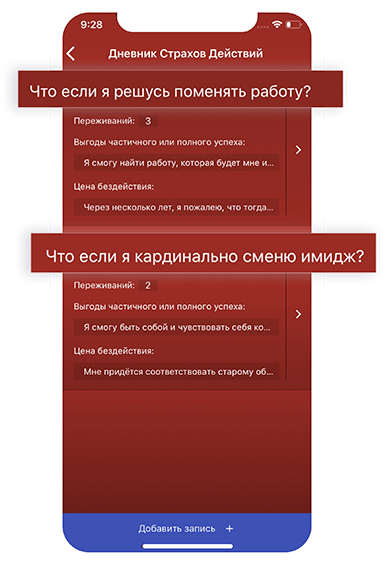 9:28
Дневник Страхов Действий
Что если я решусь поменять работу?
Переживаний: 3
Выгоды частичного или полного успеха:
Я смогу найти работу, которая будет мне и...
Цена бездействия:
Через несколько лет, я пожалею, что тогда...
Что если я кардинально сменю имидж?
Переживаний: 2
Выгоды частичного или полного успеха:
Я смогу быть собой и чувствовать себя ко...
Цена бездействия:
Мне придётся соответствовать старому об...
Добавить запись +